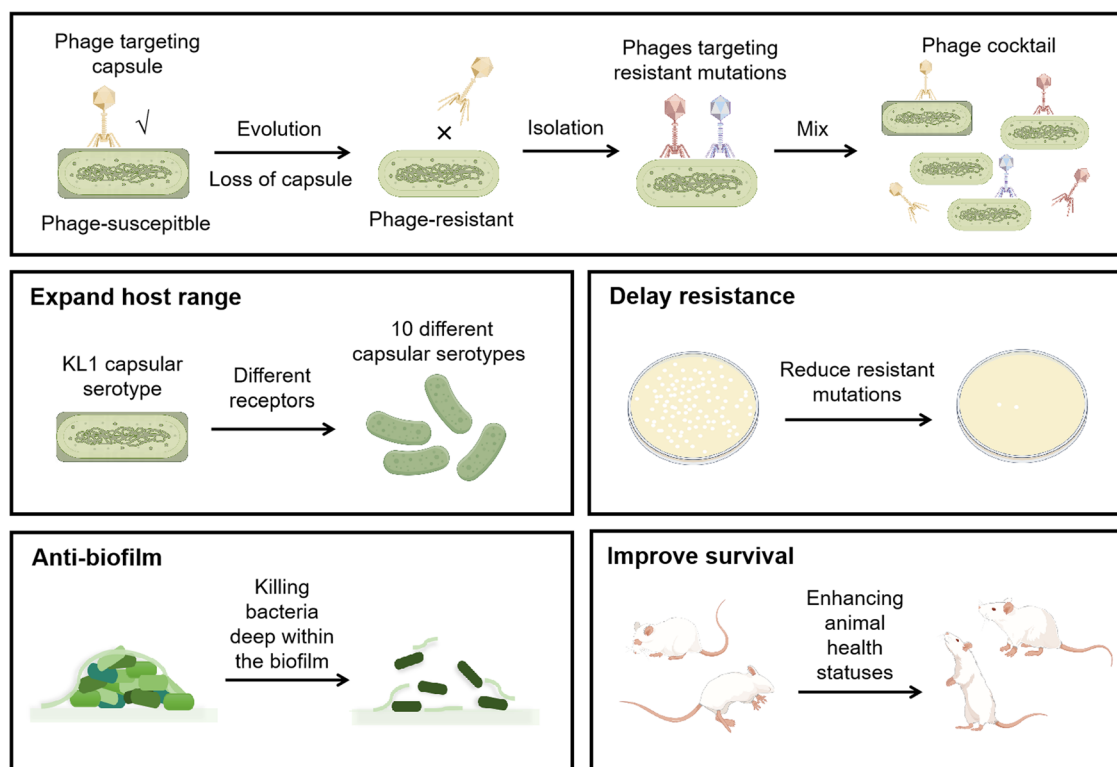 Phage targeting
capsule
√
Phage-suscepitble
Evolution
Loss of capsule
×
Phage-resistant
Isolation
Phages targeting
resistant mutations
Mix
Phage cocktail
Expand host range
KL1 capsular
serotype
Different
receptors
10 different
capsular serotypes
Delay resistance
Reduce resistant
mutations
Anti-biofilm
Killing
bacteria
deep within
the biofilm
Improve survival
Enhancing
animal
health
statuses